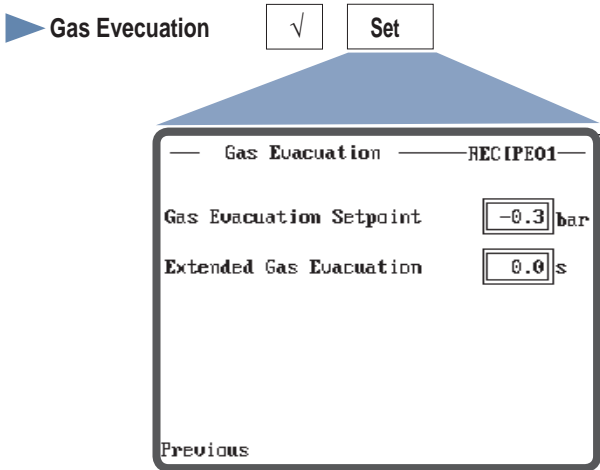 Gas Evecuation √ Set
Gas Evacuation RECIPE01
Gas Evacuation Setpoint -0.3 bar
Extended Gas Evacuation 0.0 s
Previous